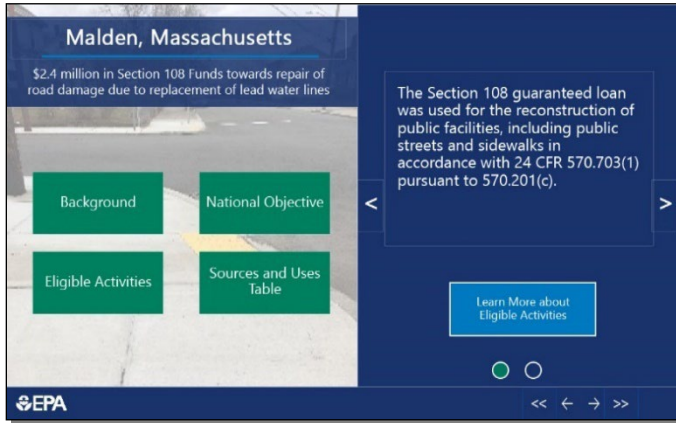 Malden, Massachusetts
$2.4 million in Section 108 Funds towards repair of
road damage due to replacement of lead water lines
Background
National Objective
Eligible Activities
Sources and Uses
Table
The Section 108 guaranteed loan
was used for the reconstruction of
public facilities, including public
streets and sidewalks in
accordance with 24 CFR 570.703(1)
pursuant to 570.201(c).
< >
Learn More about
Eligible Activities
EPA
<< ← → >>